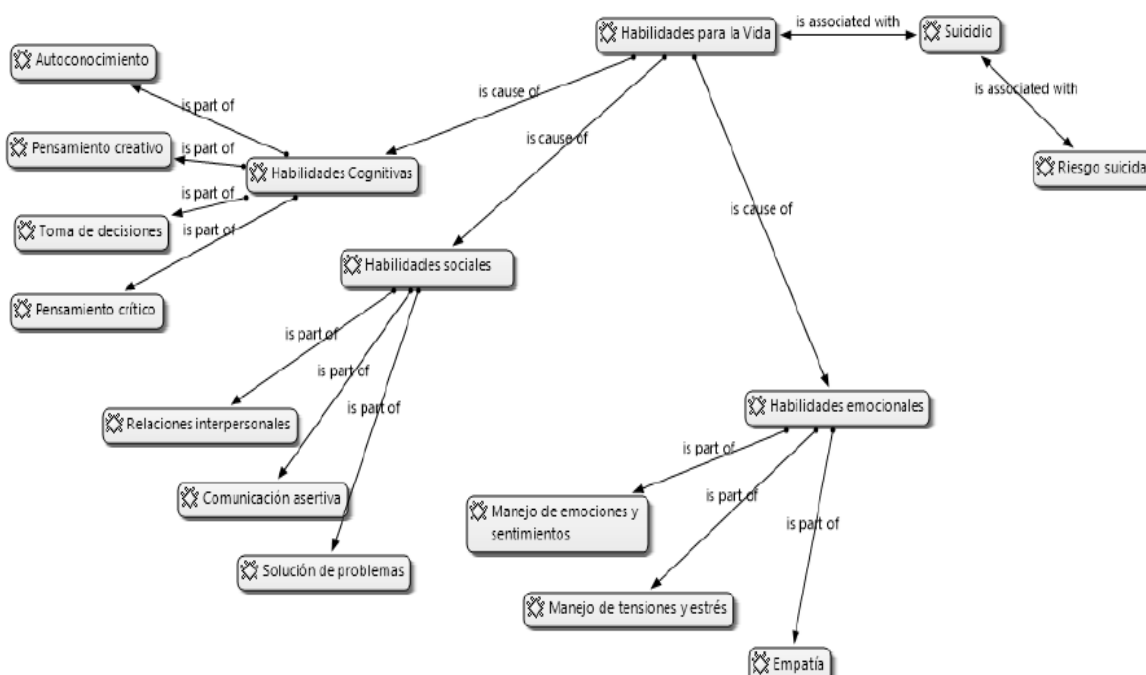 Habilidades para la Vida
is associated with
Suicidio
is associated with
Riesgo suicida
Autoconocimiento
is part of
Pensamiento creativo
is part of
Habilidades Cognitivas
is cause of
is part of
Toma de decisiones
is part of
Pensamiento crítico
is cause of
Habilidades sociales
is part of
is part of
is part of
Relaciones interpersonales
Comunicación asertiva
Solución de problemas
is cause of
Habilidades emocionales
is part of
is part of
is part of
Manejo de emociones y
sentimientos
Manejo de tensiones y estrés
Empatía